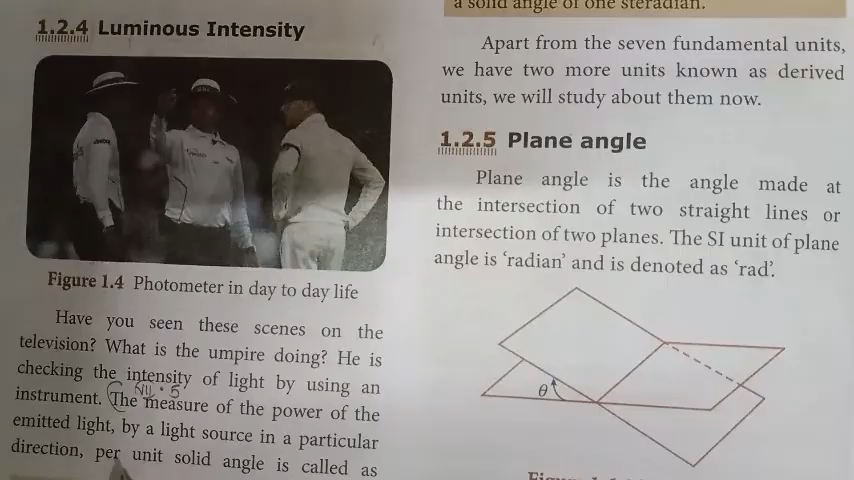 1.2.4 Luminous Intensity
Figure 1.4 Photometer in day to day life
Have you seen these scenes on the
television? What is the umpire doing? He is
checking the intensity of light by using an
instrument. The measure of the power of the
emitted light, by a light source in a particular
direction, per unit solid angle is called as
a solid angle of one steradian.
Apart from the seven fundamental units,
we have two more units known as derived
units, we will study about them now.
1.2.5 Plane angle
Plane angle is the angle made at
the intersection of two straight lines or
intersection of two planes. The SI unit of plane
angle is ‘radian’ and is denoted as ‘rad’.
θ